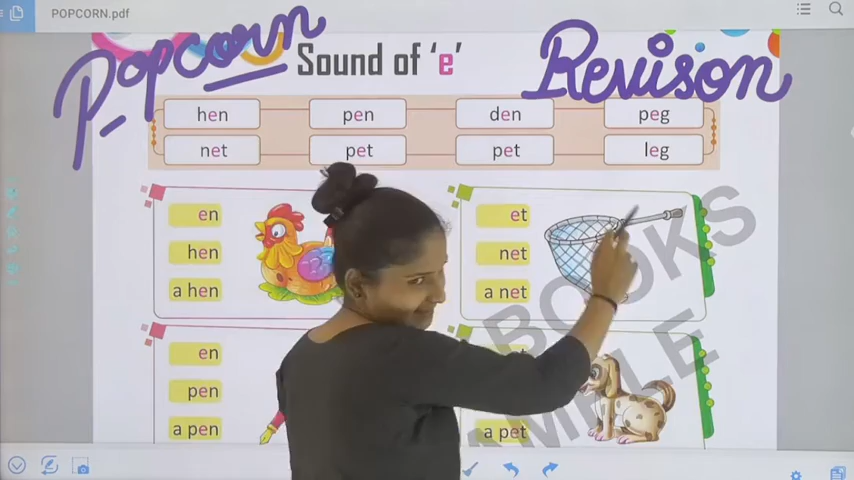 POPCORN.pdf
Popcorn Revison
Sound of 'e'
hen pen den peg
net pet pet leg
en
hen
a hen
et
net
a net
en
pen
a pen
a pet
BOOKS